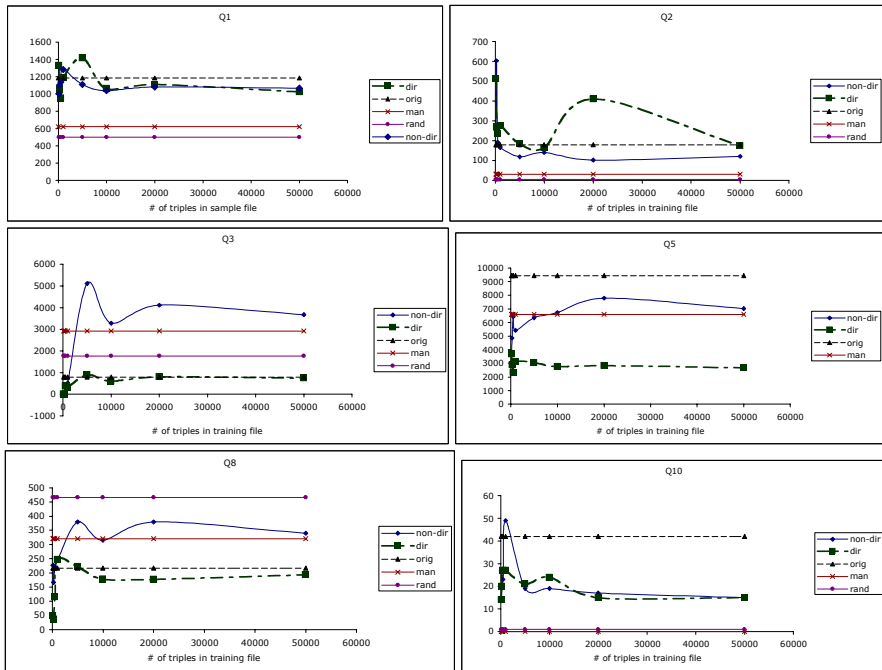 Q1
1600
1400
1200
1000
800
600
400
200
0
0 10000 20000 30000 40000 50000 60000
# of triples in sample file
dir
orig
man
rand
non-dir
Q2
700
600
500
400
300
200
100
0
0 10000 20000 30000 40000 50000 60000
# of triples in training file
non-dir
dir
orig
man
rand
Q3
6000
5000
4000
3000
2000
1000
0
-1000
0 10000 20000 30000 40000 50000 60000
# of triples in training file
non-dir
dir
orig
man
rand
Q5
10000
9000
8000
7000
6000
5000
4000
3000
2000
1000
0
0 10000 20000 30000 40000 50000 60000
# of triples in training file
non-dir
dir
orig
man
Q8
500
450
400
350
300
250
200
150
100
50
0
0 10000 20000 30000 40000 50000 60000
# of triples in training file
non-dir
dir
orig
man
rand
Q10
60
50
40
30
20
10
0
0 10000 20000 30000 40000 50000 60000
# of triples in training file
non-dir
dir
orig
man
rand